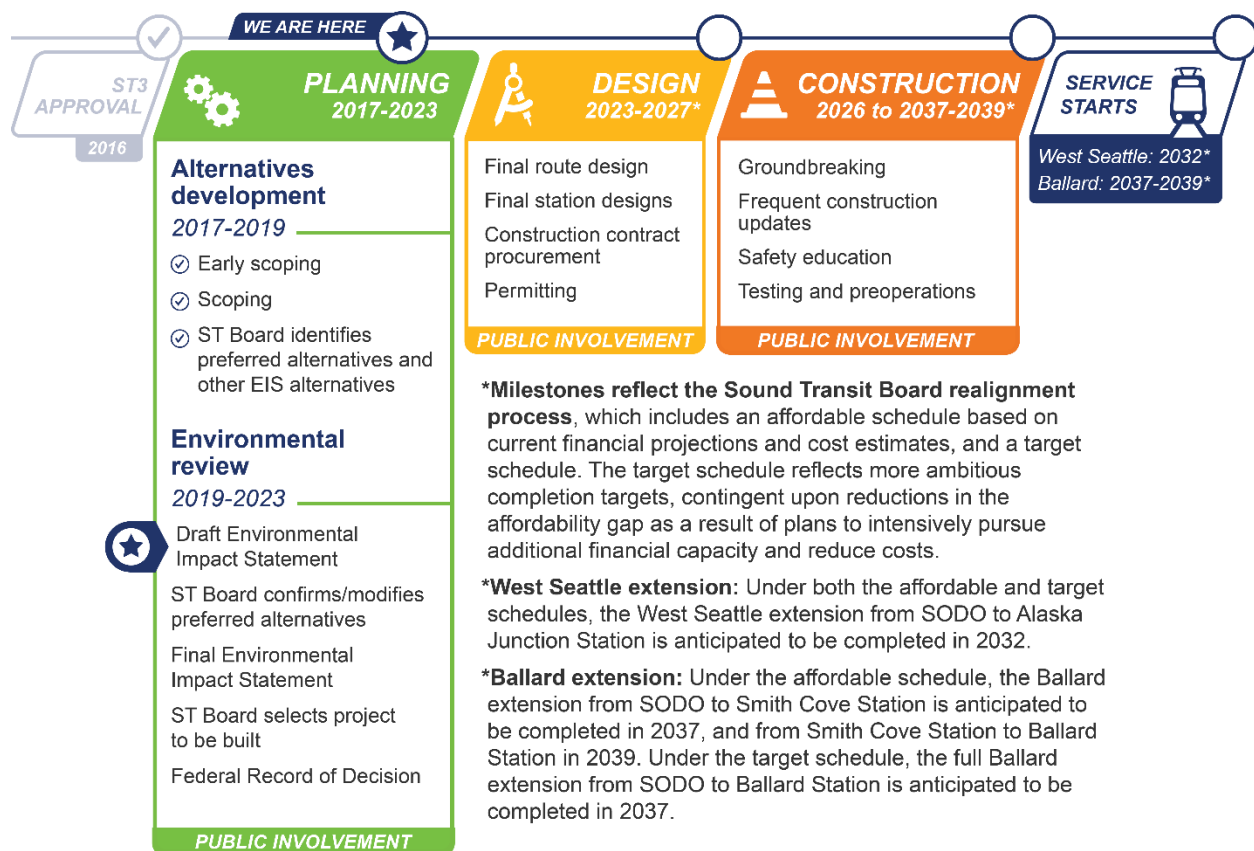 WE ARE HERE
ST3
APPROVAL
2016
PLANNING
2017-2023
Alternatives
development
2017-2019
Early scoping
Scoping
ST Board identifies
preferred alternatives and
other EIS alternatives
Environmental
review
2019-2023
Draft Environmental
Impact Statement
ST Board confirms/modifies
preferred alternatives
Final Environmental
Impact Statement
ST Board selects project
to be built
Federal Record of Decision
PUBLIC INVOLVEMENT
DESIGN
2023-2027*
Final route design
Final station designs
Construction contract
procurement
Permitting
PUBLIC INVOLVEMENT
CONSTRUCTION
2026 to 2037-2039*
Groundbreaking
Frequent construction
updates
Safety education
Testing and preoperations
PUBLIC INVOLVEMENT
SERVICE
STARTS
West Seattle: 2032*
Ballard: 2037-2039*
*Milestones reflect the Sound Transit Board realignment
process, which includes an affordable schedule based on
current financial projections and cost estimates, and a target
schedule. The target schedule reflects more ambitious
completion targets, contingent upon reductions in the
affordability gap as a result of plans to intensively pursue
additional financial capacity and reduce costs.
*West Seattle extension: Under both the affordable and target
schedules, the West Seattle extension from SODO to Alaska
Junction Station is anticipated to be completed in 2032.
*Ballard extension: Under the affordable schedule, the Ballard
extension from SODO to Smith Cove Station is anticipated to
be completed in 2037, and from Smith Cove Station to Ballard
Station in 2039. Under the target schedule, the full Ballard
extension from SODO to Ballard Station is anticipated to be
completed in 2037.